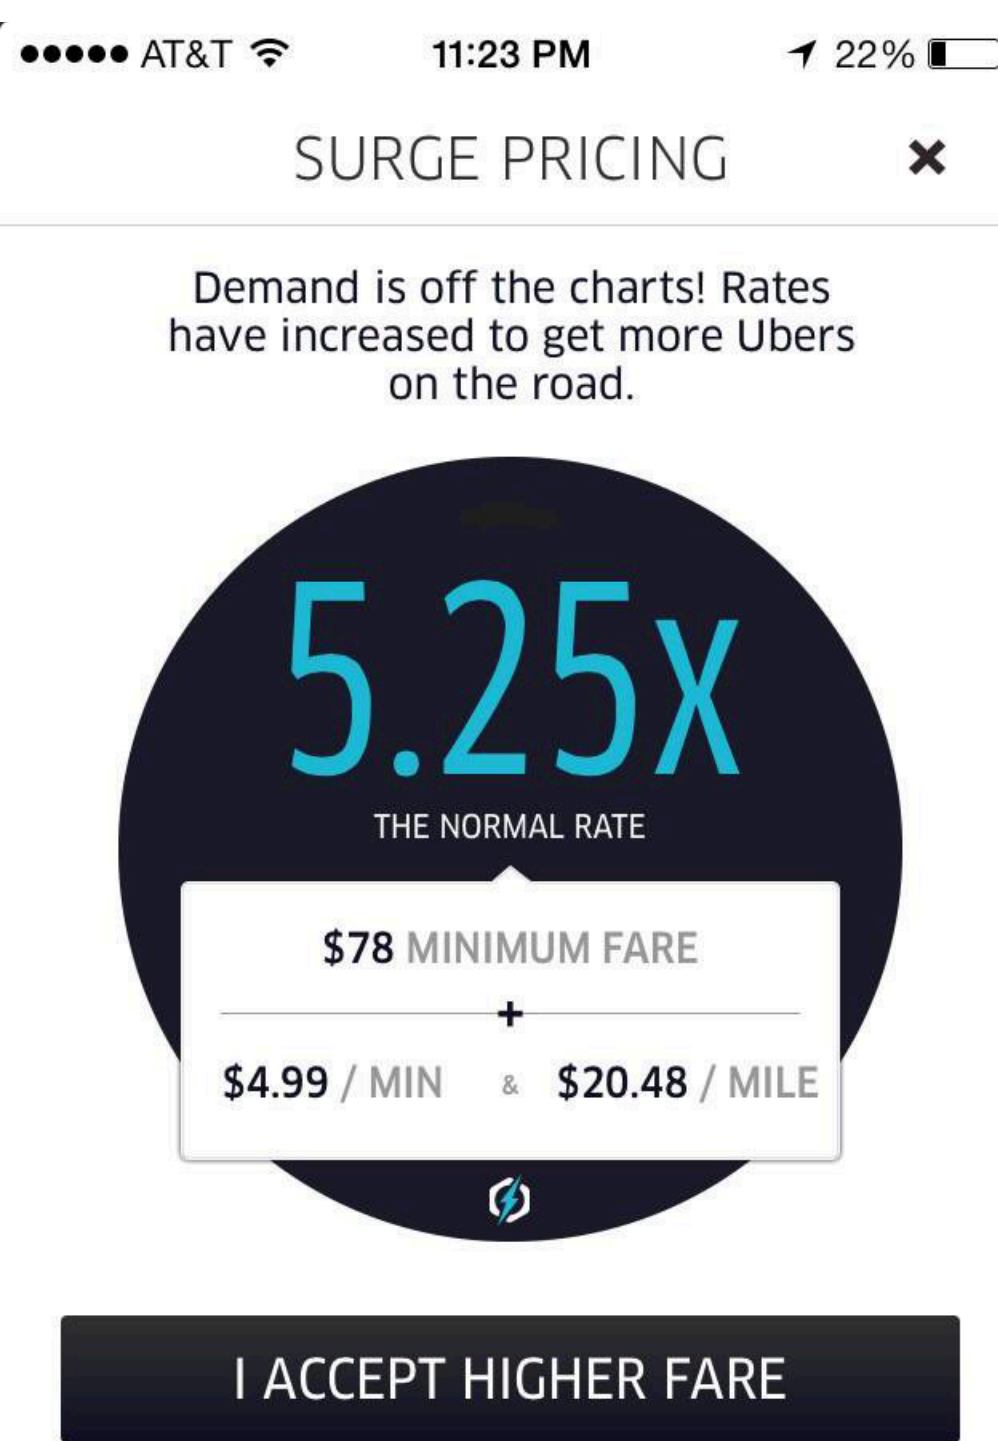 AT&T 11:23 PM 22%
SURGE PRICING
Demand is off the charts! Rates
have increased to get more Ubers
on the road.
5.25x
THE NORMAL RATE
$78 MINIMUM FARE
+
$4.99 / MIN & $20.48 / MILE
I ACCEPT HIGHER FARE